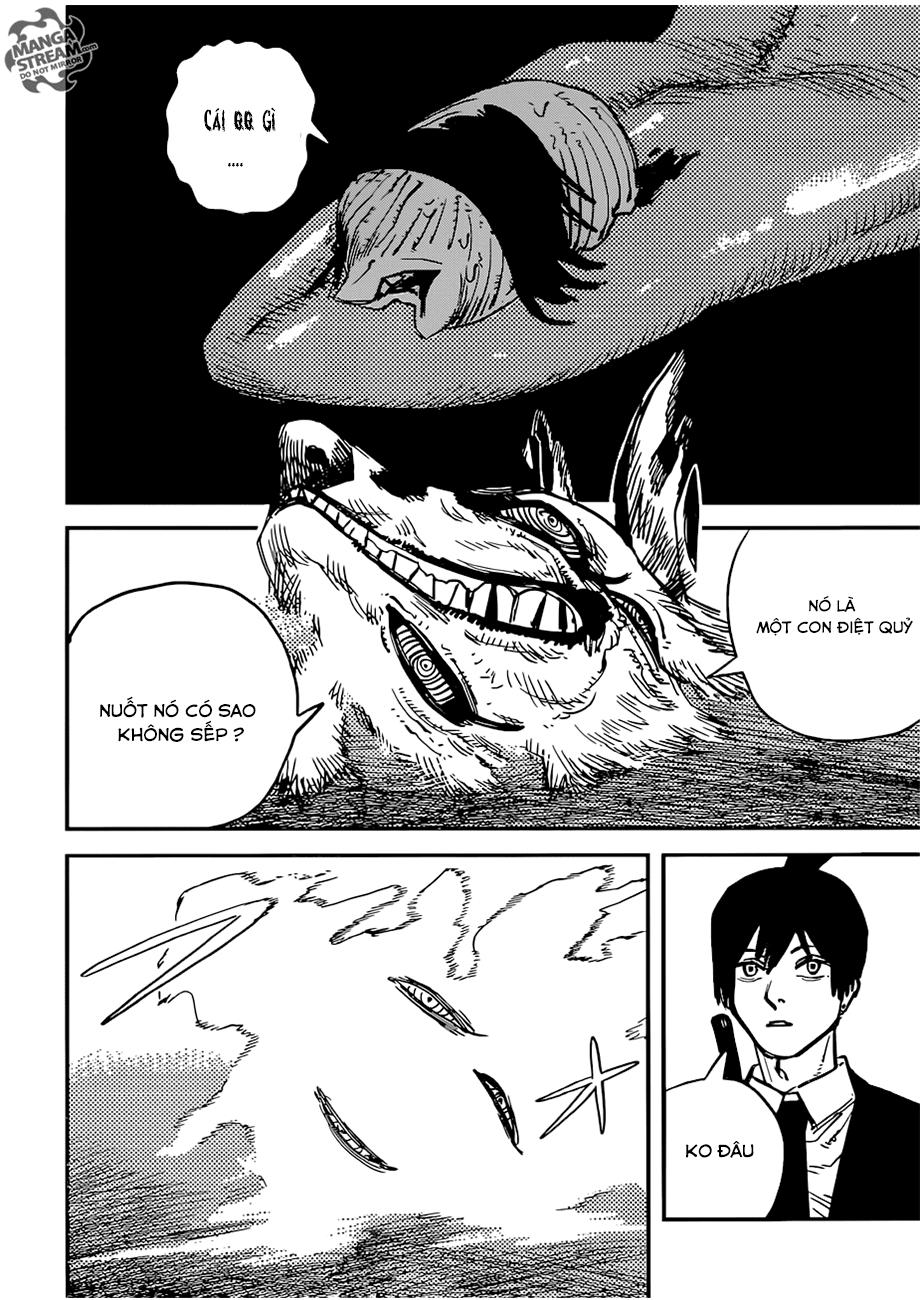 MANGA
STREAM.com
DO NOT MIRROR
CÁI Đ.Đ. GÌ
....
NÓ LÀ
MỘT CON ĐIỆT QUỶ
NUỐT NÓ CÓ SAO
KHÔNG SẾP ?
KO ĐÂU